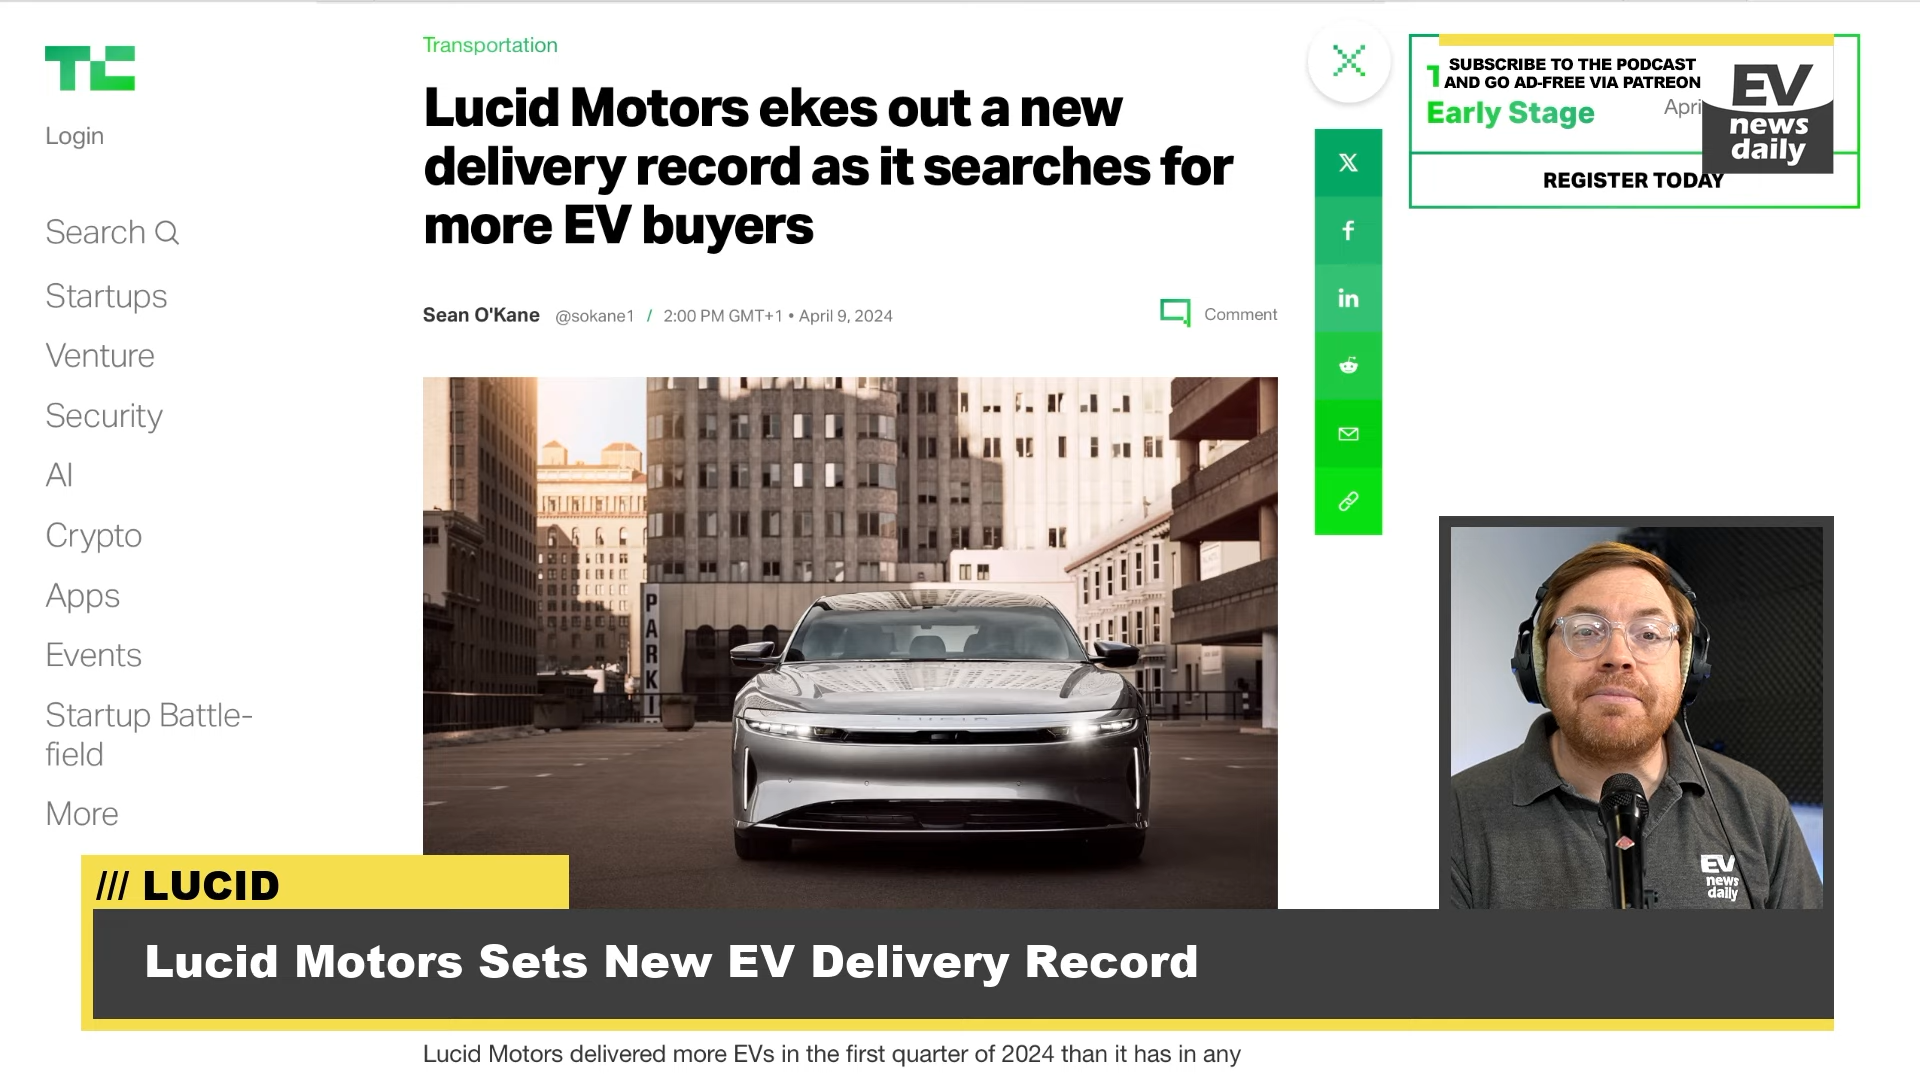 TC
Login
Search
Startups
Venture
Security
AI
Crypto
Apps
Events
Startup Battle-
field
More
Transportation
Lucid Motors ekes out a new
delivery record as it searches for
more EV buyers
Sean O'Kane @sokane1 / 2:00 PM GMT+1 • April 9, 2024
Comment
PARKI
LUCID
SUBSCRIBE TO THE PODCAST
AND GO AD-FREE VIA PATREON
Early Stage
REGISTER TODAY
EV
news
daily
EV
news
daily
/// LUCID
Lucid Motors Sets New EV Delivery Record
Lucid Motors delivered more EVs in the first quarter of 2024 than it has in any